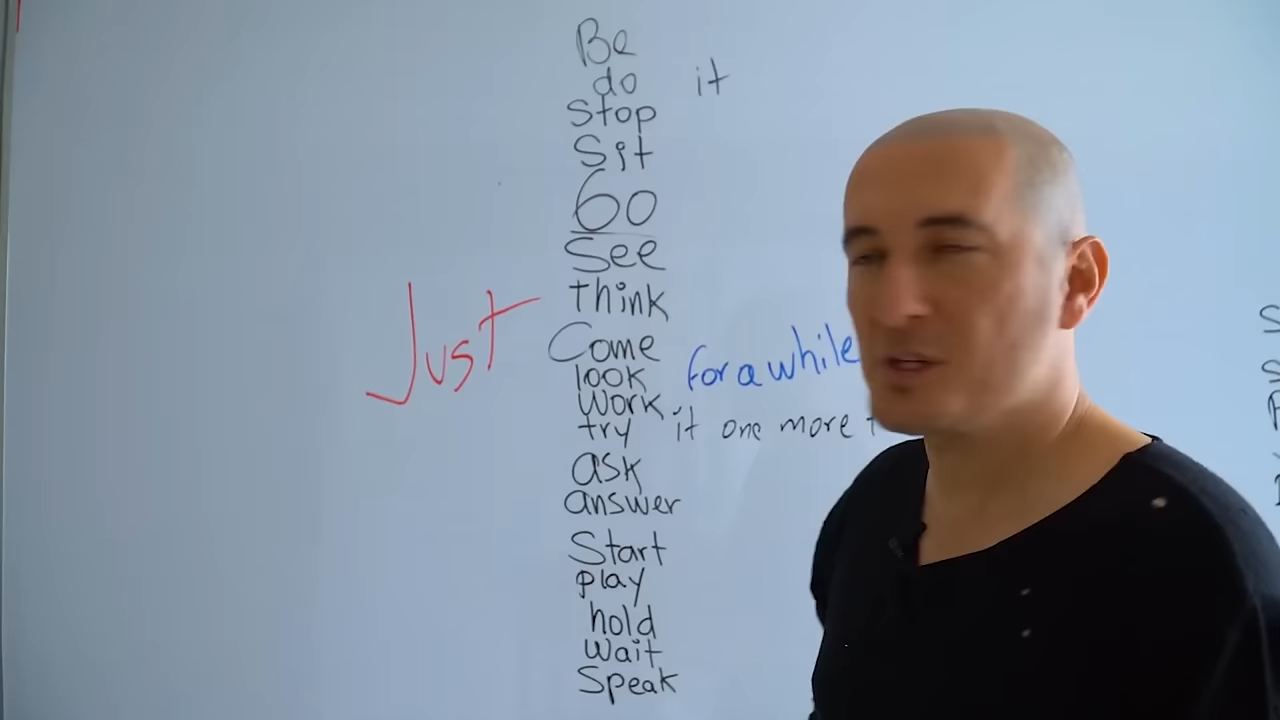 Be
do it
Stop
Sit
Go
See
Just think
Come
look for a while
Work
try it one more
ask
answer
Start
play
hold
wait
Speak